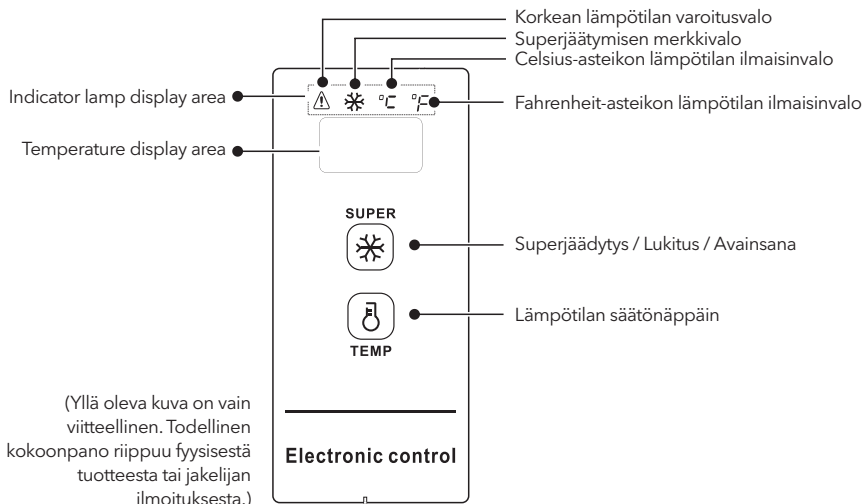 Korkean lämpötilan varoitusvalo
Superjäätymisen merkkivalo
Celsius-asteikon lämpötilan ilmaisinvalo
Indicator lamp display area
°C °F
Fahrenheit-asteikon lämpötilan ilmaisinvalo
Temperature display area
SUPER
Superjäädytys / Lukitus / Avainsana
Lämpötilan säätönäppäin
TEMP
(Yllä oleva kuva on vain
viitteellinen. Todellinen
kokoonpano riippuu fyysisestä
tuotteesta tai jakelijan
ilmoituksesta.)
Electronic control